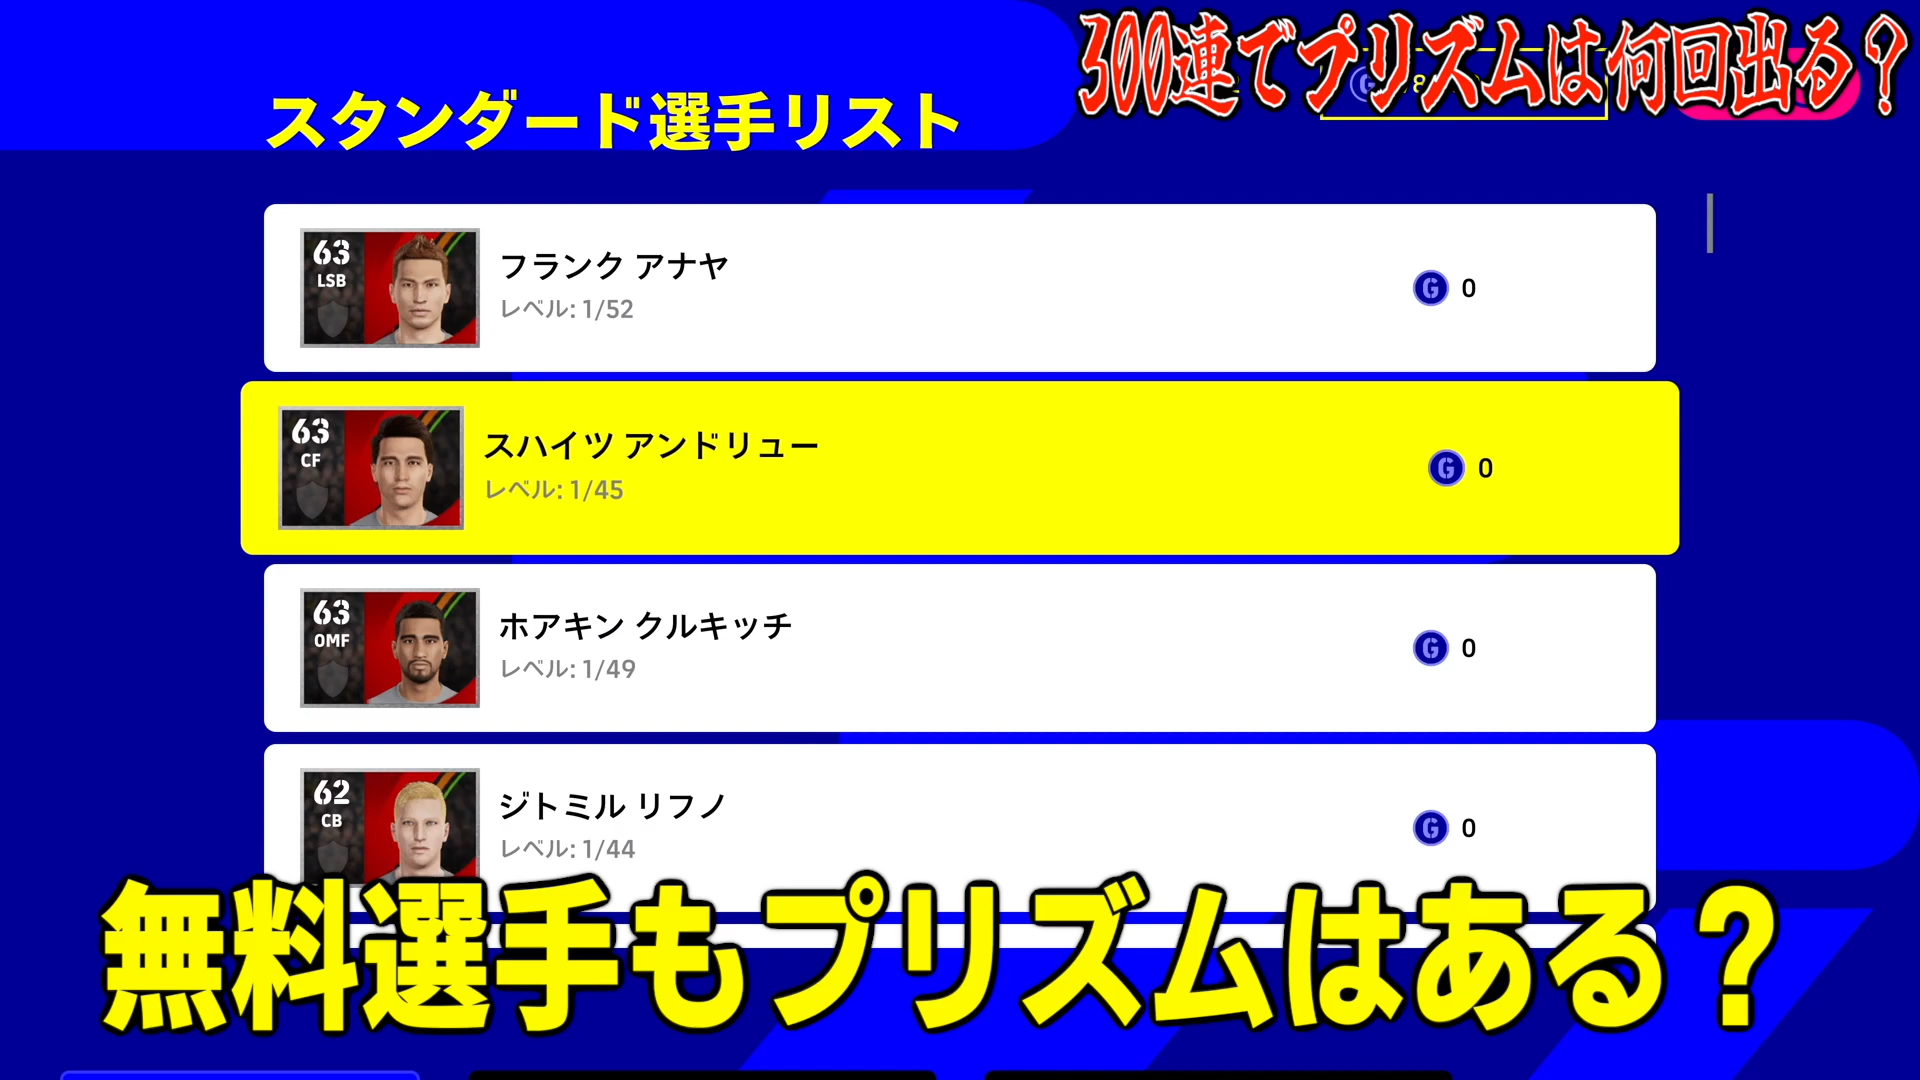 300連でプリズムは何回出る?
スタンダード選手リスト
63
LSB
フランク アナヤ
レベル: 1/52
G 0
63
CF
スハイツ アンドリュー
レベル: 1/45
G 0
63
OMF
ホアキン クルキッチ
レベル: 1/49
G 0
62
CB
ジトミル リフノ
レベル: 1/44
G 0
無料選手もプリズムはある?